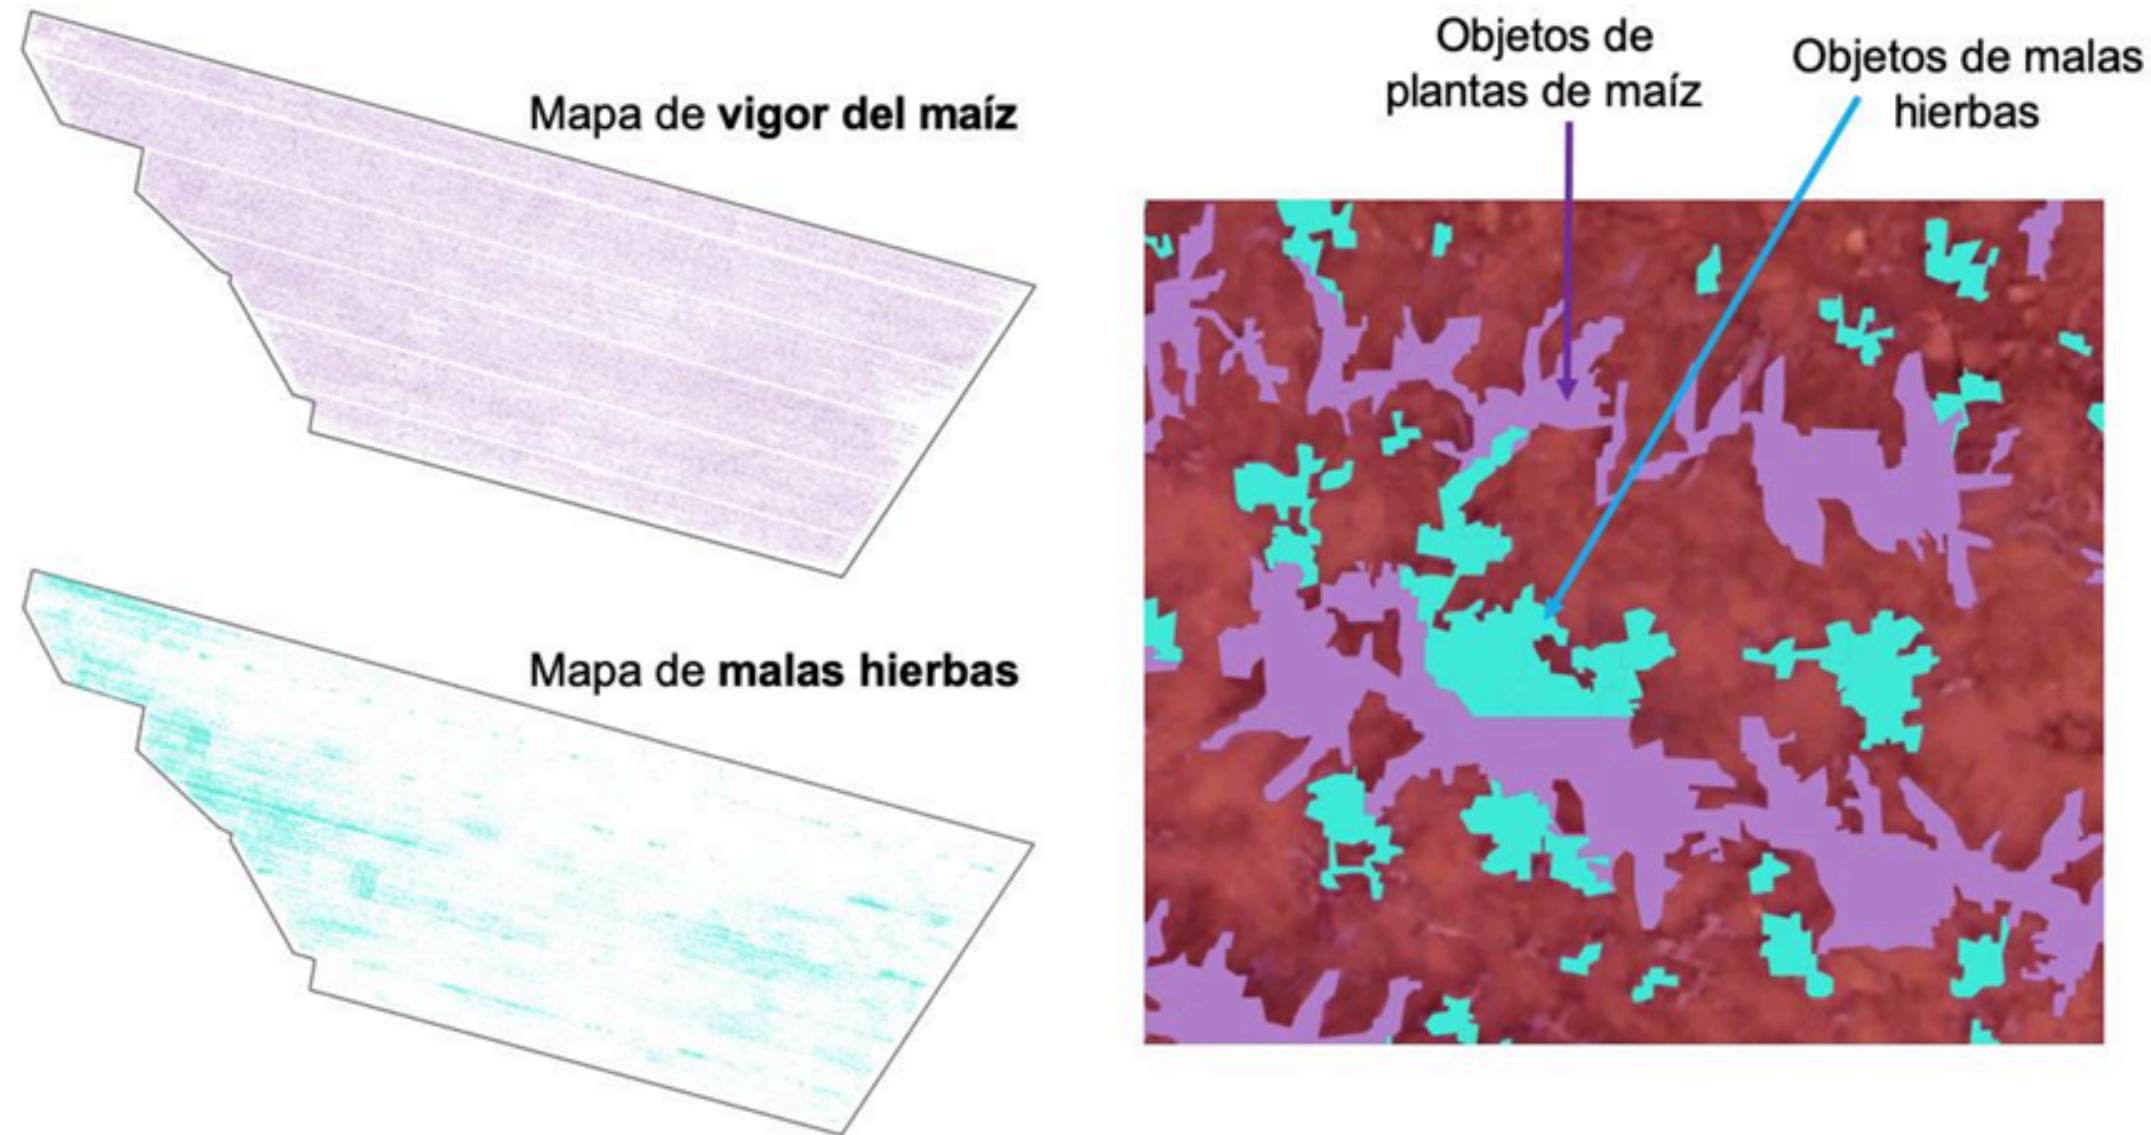 Mapa de vigor del maíz
Mapa de malas hierbas
Objetos de
plantas de maíz
Objetos de malas
hierbas